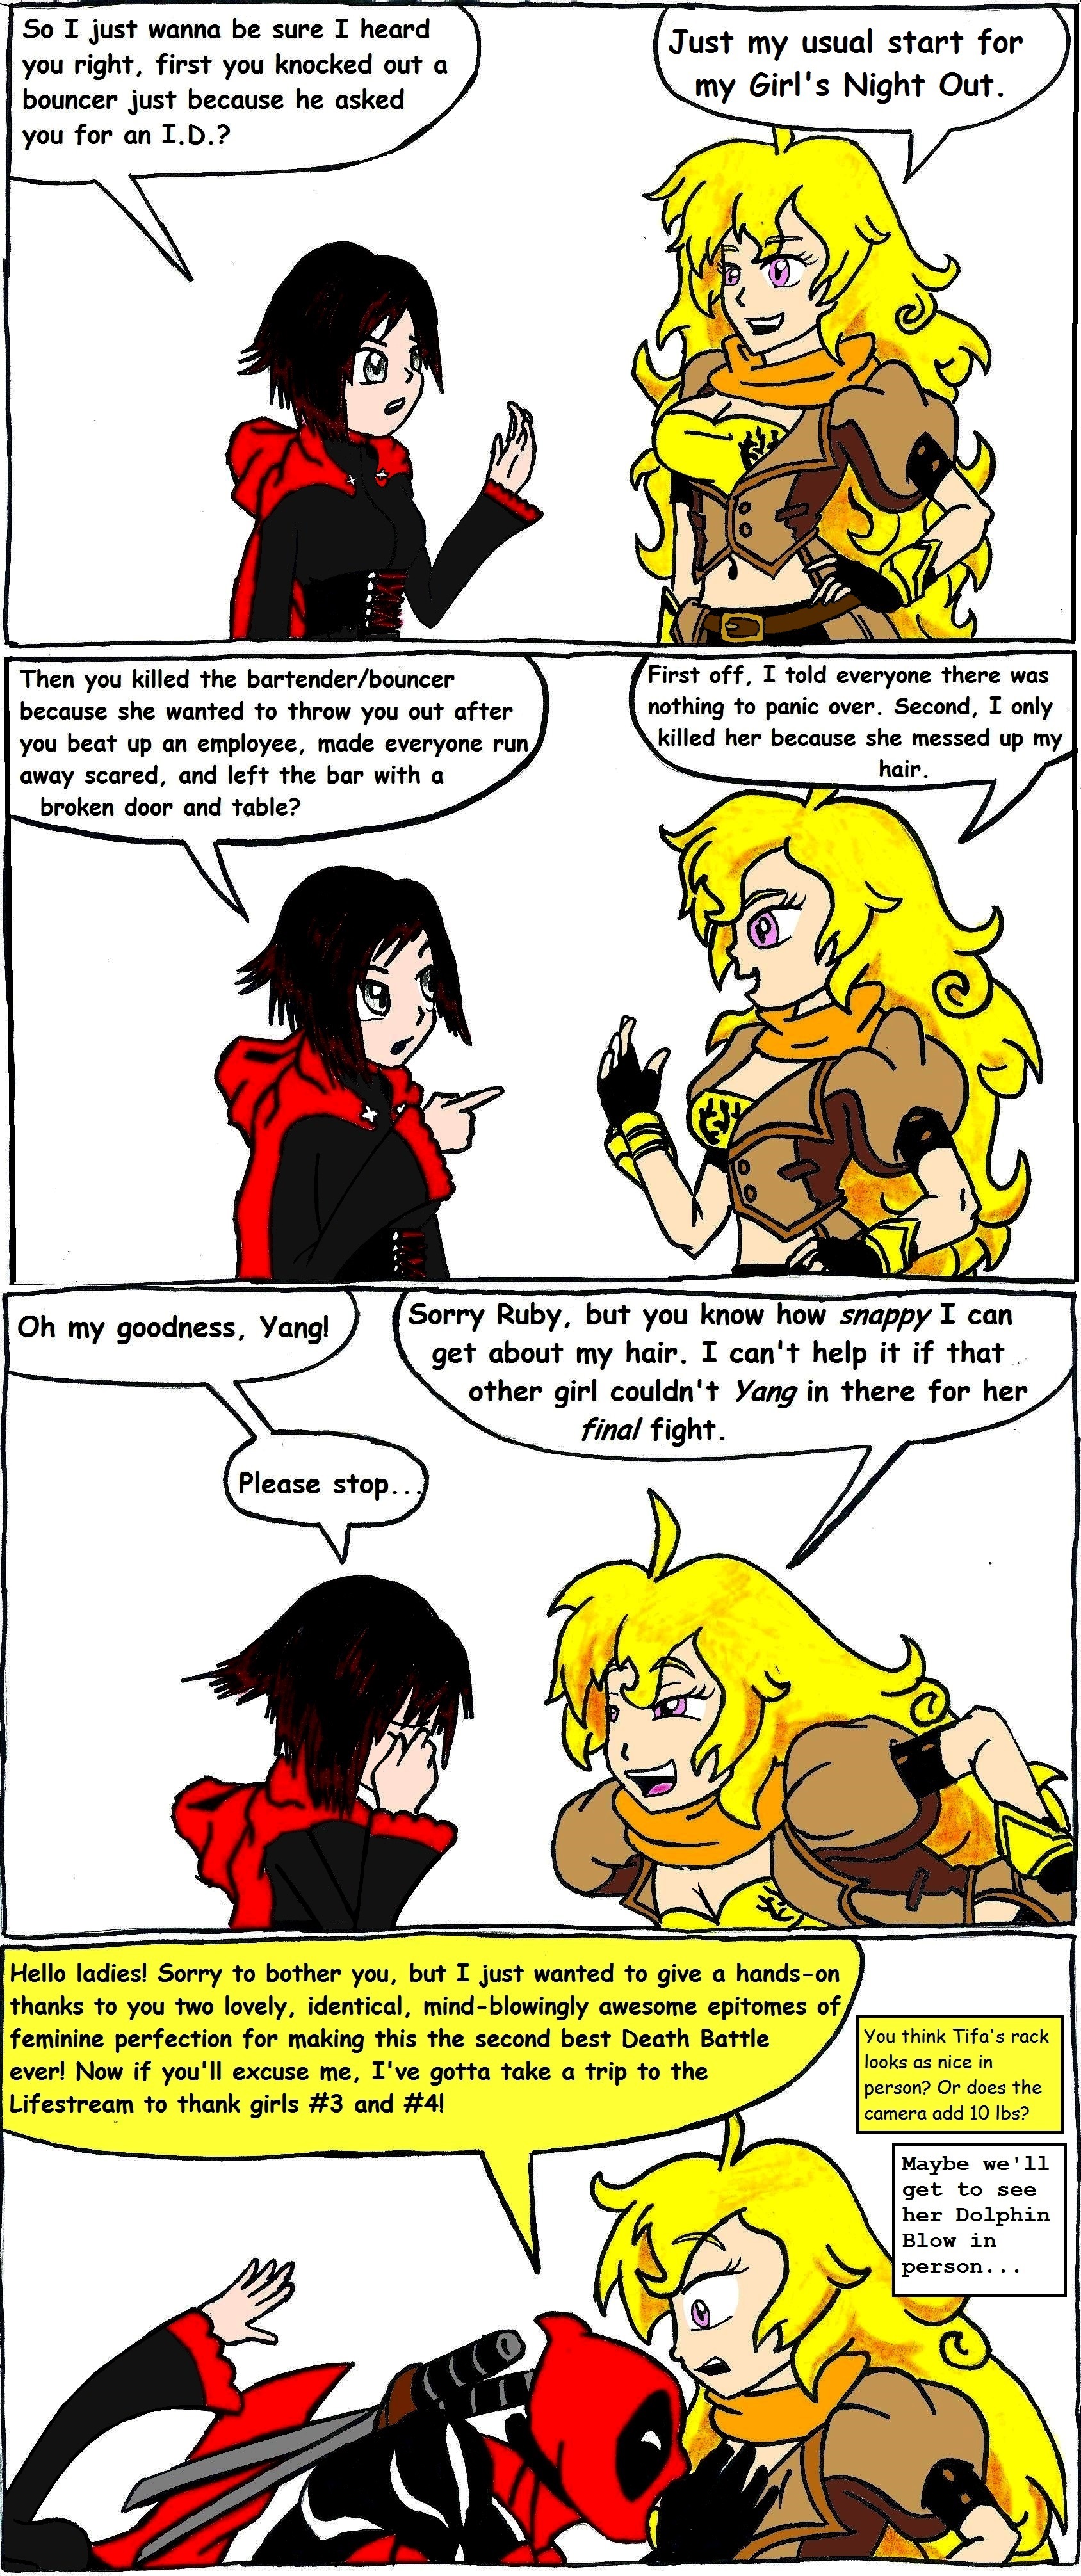 So I just wanna be sure I heard
you right, first you knocked out a
bouncer just because he asked
you for an I.D.?
Just my usual start for
my Girl's Night Out.
Then you killed the bartender/bouncer
because she wanted to throw you out after
you beat up an employee, made everyone run
away scared, and left the bar with a
broken door and table?
First off, I told everyone there was
nothing to panic over. Second, I only
killed her because she messed up my
hair.
Oh my goodness, Yang!
Please stop...
Sorry Ruby, but you know how snappy I can
get about my hair. I can't help it if that
other girl couldn't Yang in there for her
final fight.
Hello ladies! Sorry to bother you, but I just wanted to give a hands-on
thanks to you two lovely, identical, mind-blowingly awesome epitomes of
feminine perfection for making this the second best Death Battle
ever! Now if you'll excuse me, I've gotta take a trip to the
Lifestream to thank girls #3 and #4!
You think Tifa's rack
looks as nice in
person? Or does the
camera add 10 lbs?
Maybe we'll
get to see
her Dolphin
Blow in
person...